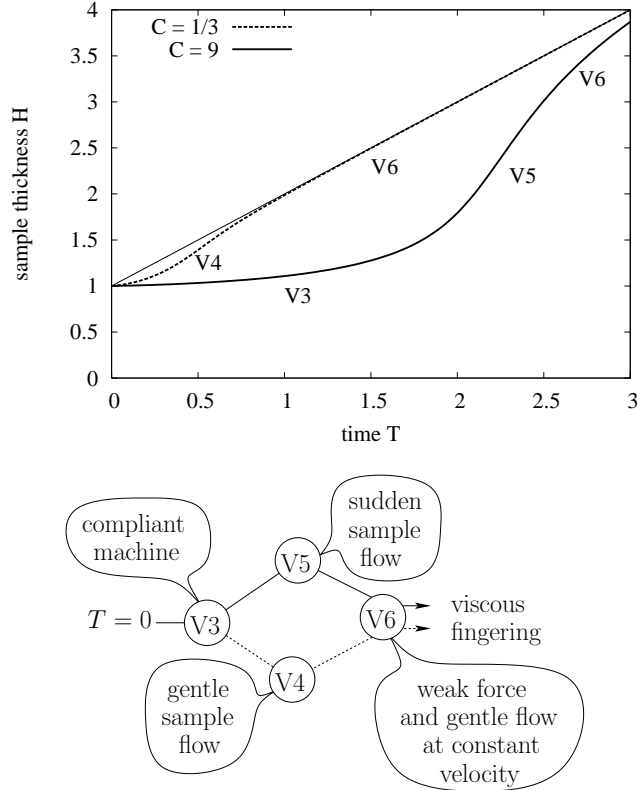 4
3.5
3
2.5
2
1.5
1
0.5
0
0
0.5
1
1.5
2
2.5
3
sample thickness H
time T
C = 1/3
C = 9
V6
V6
V5
V4
V3
compliant
machine
sudden
sample
flow
V5
T = 0
V3
V6
viscous
fingering
V4
gentle
sample
flow
weak force
and gentle flow
at constant
velocity